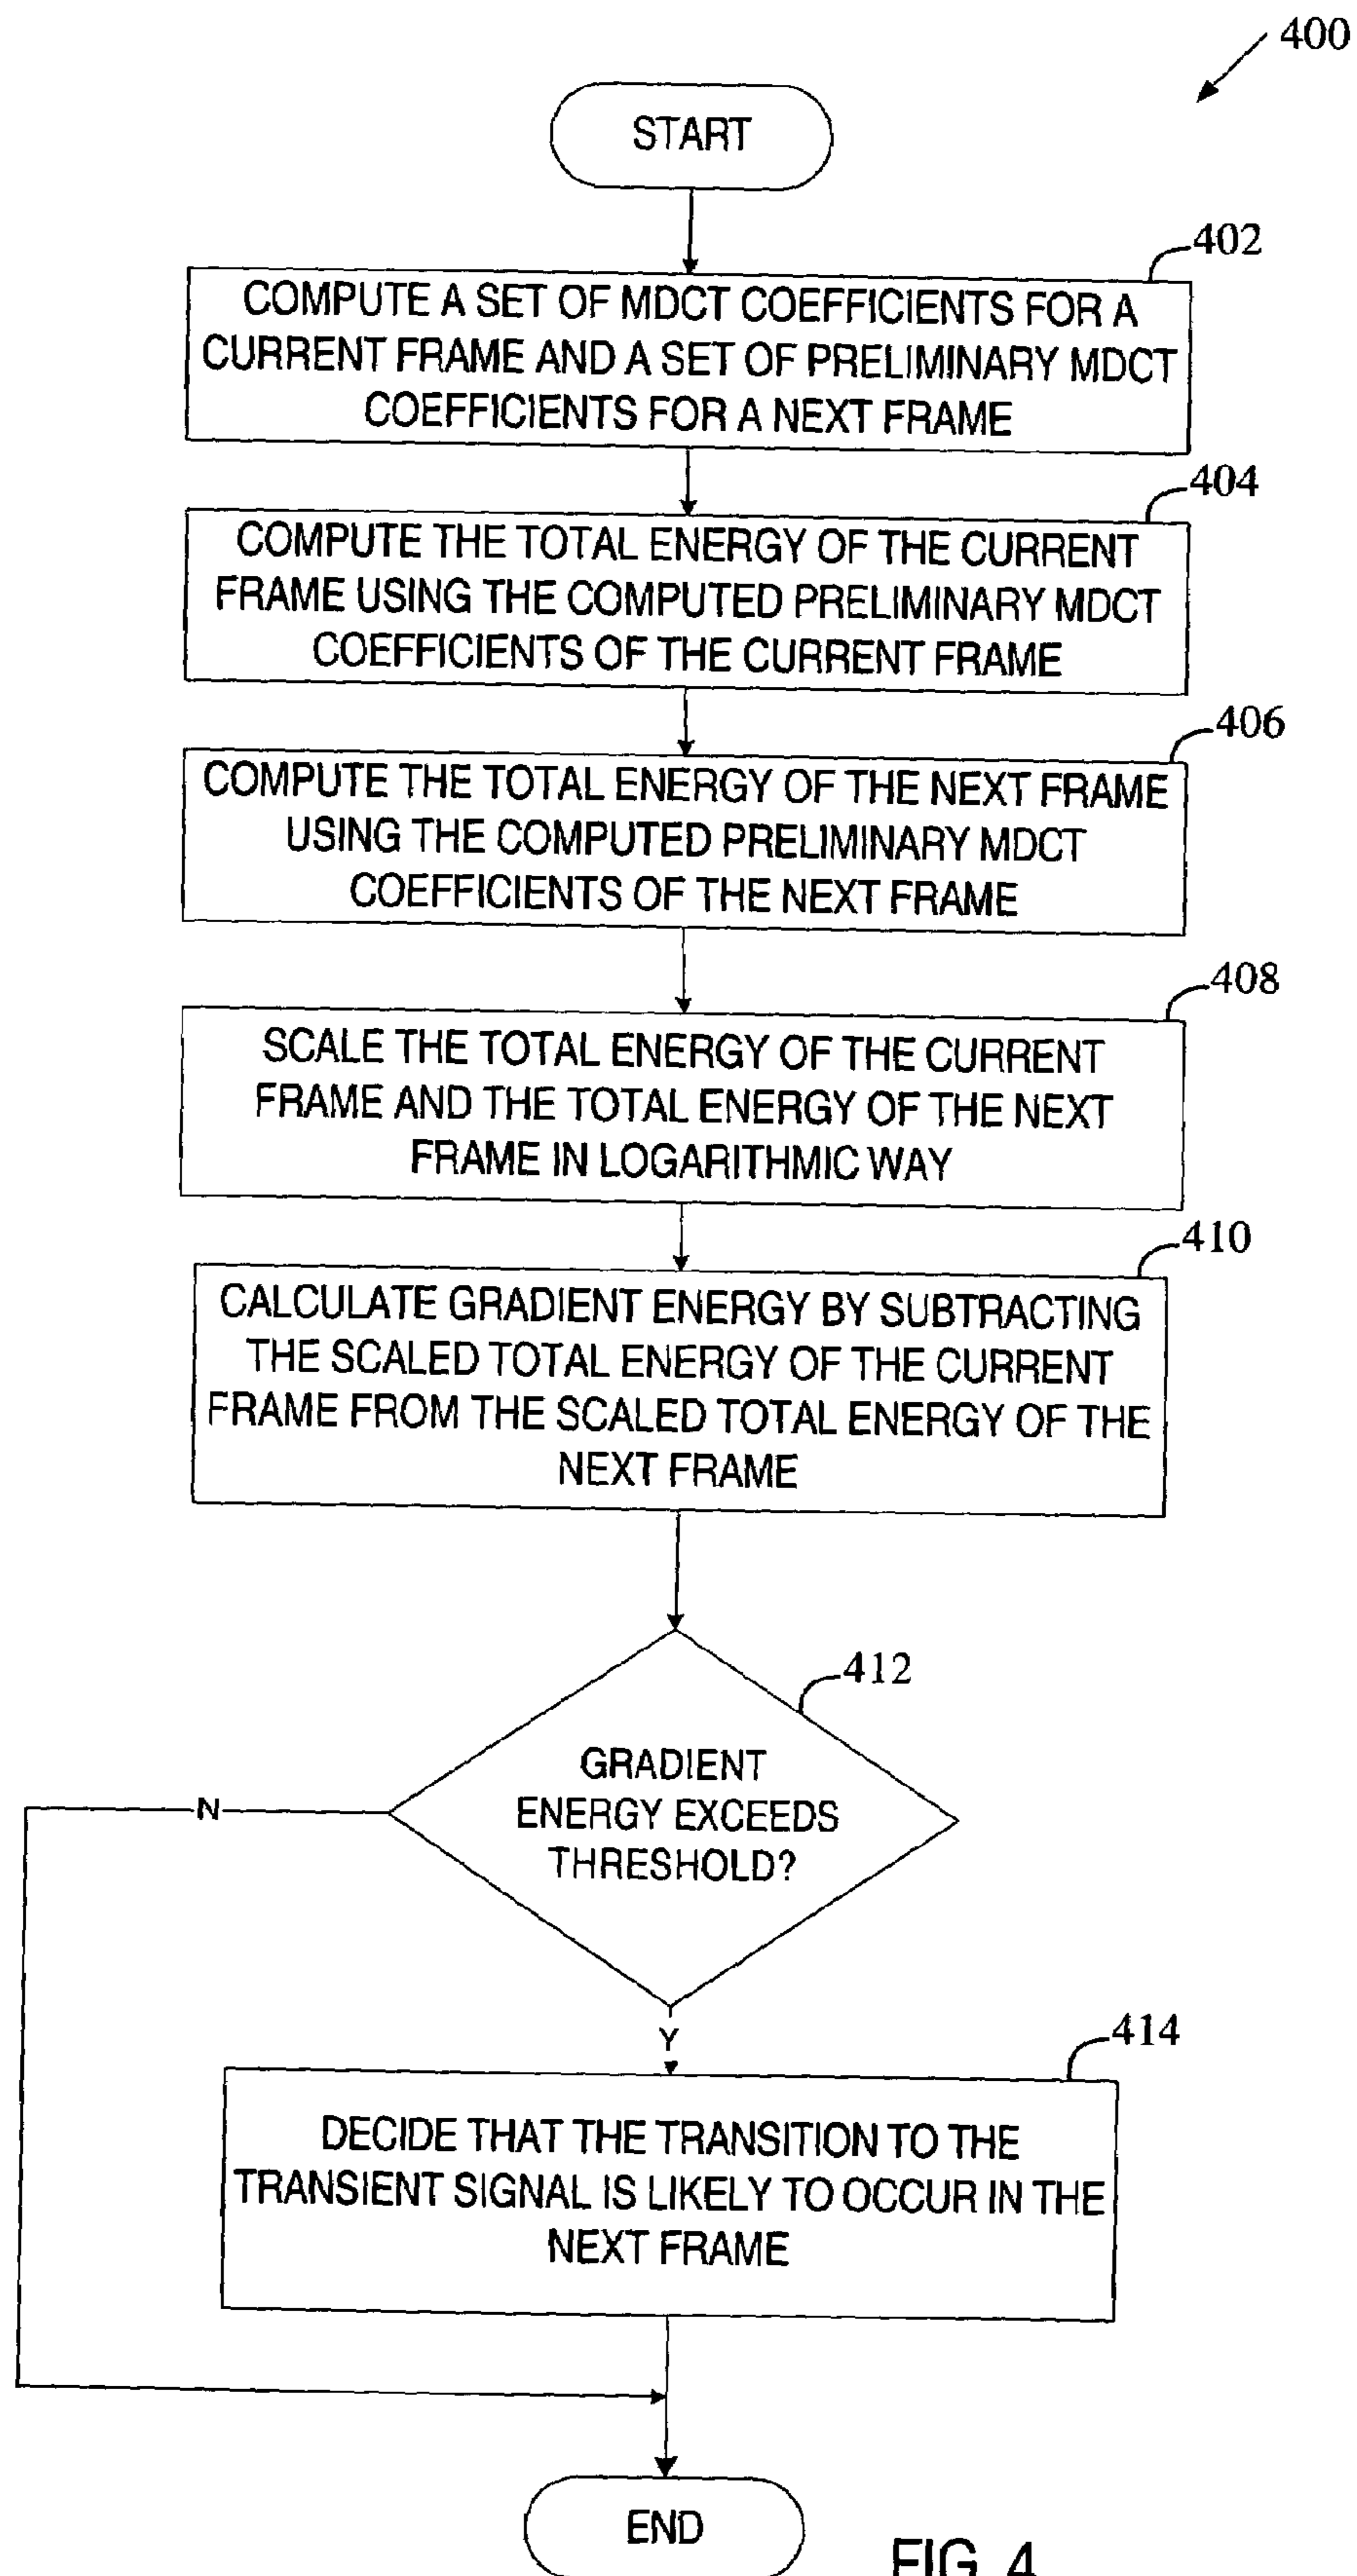 400
START
402
COMPUTE A SET OF MDCT COEFFICIENTS FOR A
CURRENT FRAME AND A SET OF PRELIMINARY MDCT
COEFFICIENTS FOR A NEXT FRAME
404
COMPUTE THE TOTAL ENERGY OF THE CURRENT
FRAME USING THE COMPUTED PRELIMINARY MDCT
COEFFICIENTS OF THE CURRENT FRAME
406
COMPUTE THE TOTAL ENERGY OF THE NEXT FRAME
USING THE COMPUTED PRELIMINARY MDCT
COEFFICIENTS OF THE NEXT FRAME
408
SCALE THE TOTAL ENERGY OF THE CURRENT
FRAME AND THE TOTAL ENERGY OF THE NEXT
FRAME IN LOGARITHMIC WAY
410
CALCULATE GRADIENT ENERGY BY SUBTRACTING
THE SCALED TOTAL ENERGY OF THE CURRENT
FRAME FROM THE SCALED TOTAL ENERGY OF THE
NEXT FRAME
412
GRADIENT
ENERGY EXCEEDS
THRESHOLD?
N
Y
414
DECIDE THAT THE TRANSITION TO THE
TRANSIENT SIGNAL IS LIKELY TO OCCUR IN THE
NEXT FRAME
END
FIG. 4